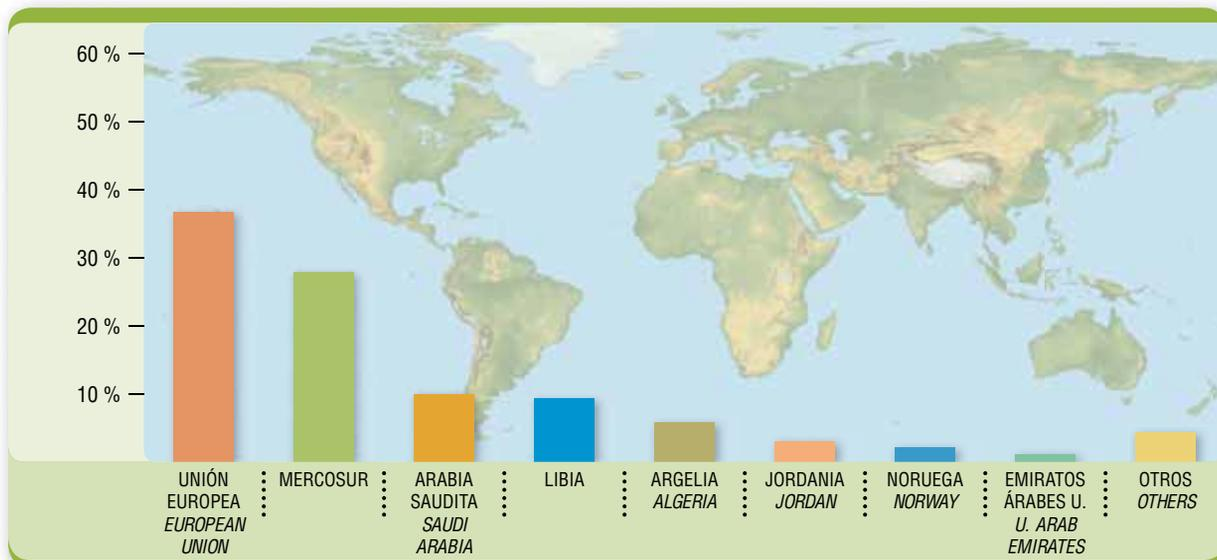 60 %
50 %
40 %
30 %
20 %
10 %
UNIÓN
EUROPEA
EUROPEAN
UNION
MERCOSUR
ARABIA
SAUDITA
SAUDI
ARABIA
LIBIA
ARGELIA
ALGERIA
JORDANIA
JORDAN
NORUEGA
NORWAY
EMIRATOS
ÁRABES U.
U. ARAB
EMIRATES
OTROS
OTHERS